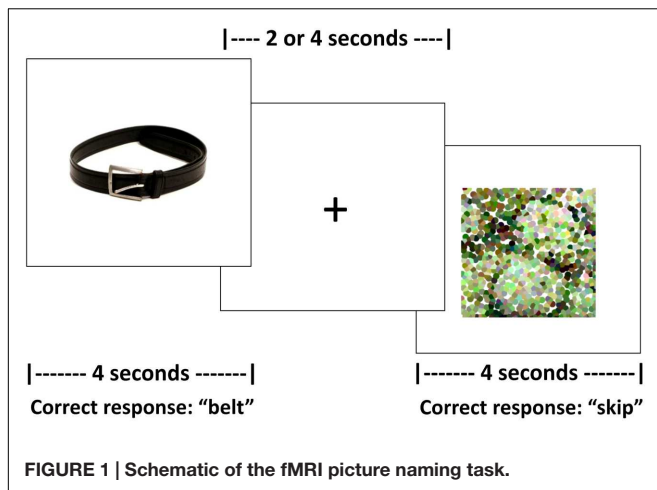 |---- 2 or 4 seconds ----|
+
|------- 4 seconds -------|
Correct response: “belt”
|------- 4 seconds -------|
Correct response: “skip”
FIGURE 1 | Schematic of the fMRI picture naming task.